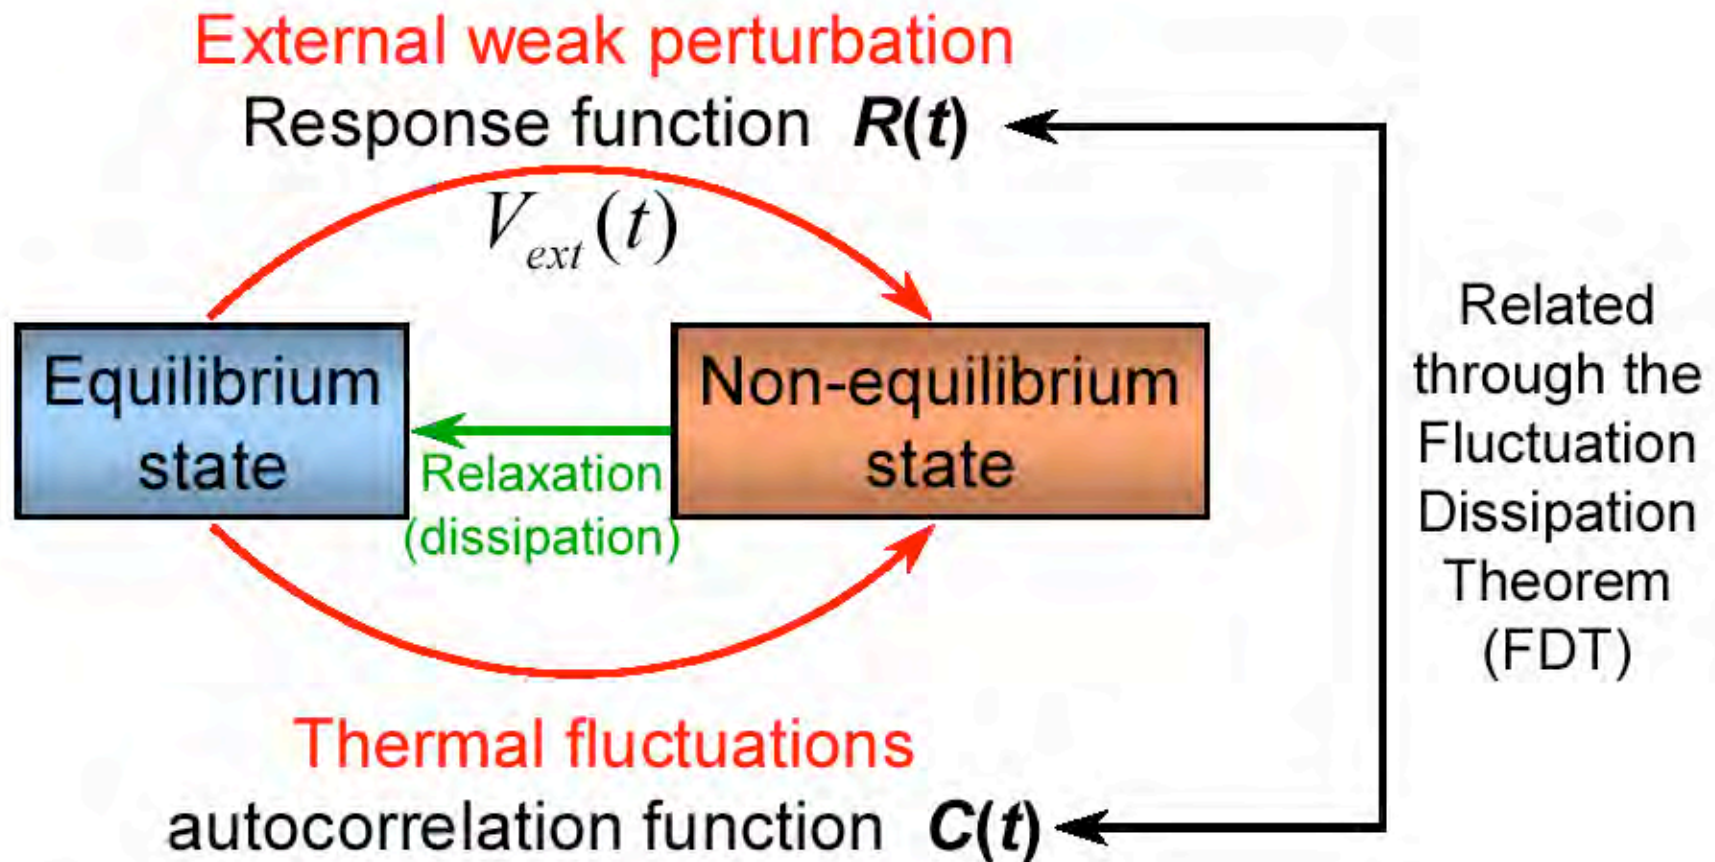 External weak perturbation
Response function R(t)
V_ext(t)
Equilibrium
state
Relaxation
(dissipation)
Non-equilibrium
state
Related
through the
Fluctuation
Dissipation
Theorem
(FDT)
Thermal fluctuations
autocorrelation function C(t)